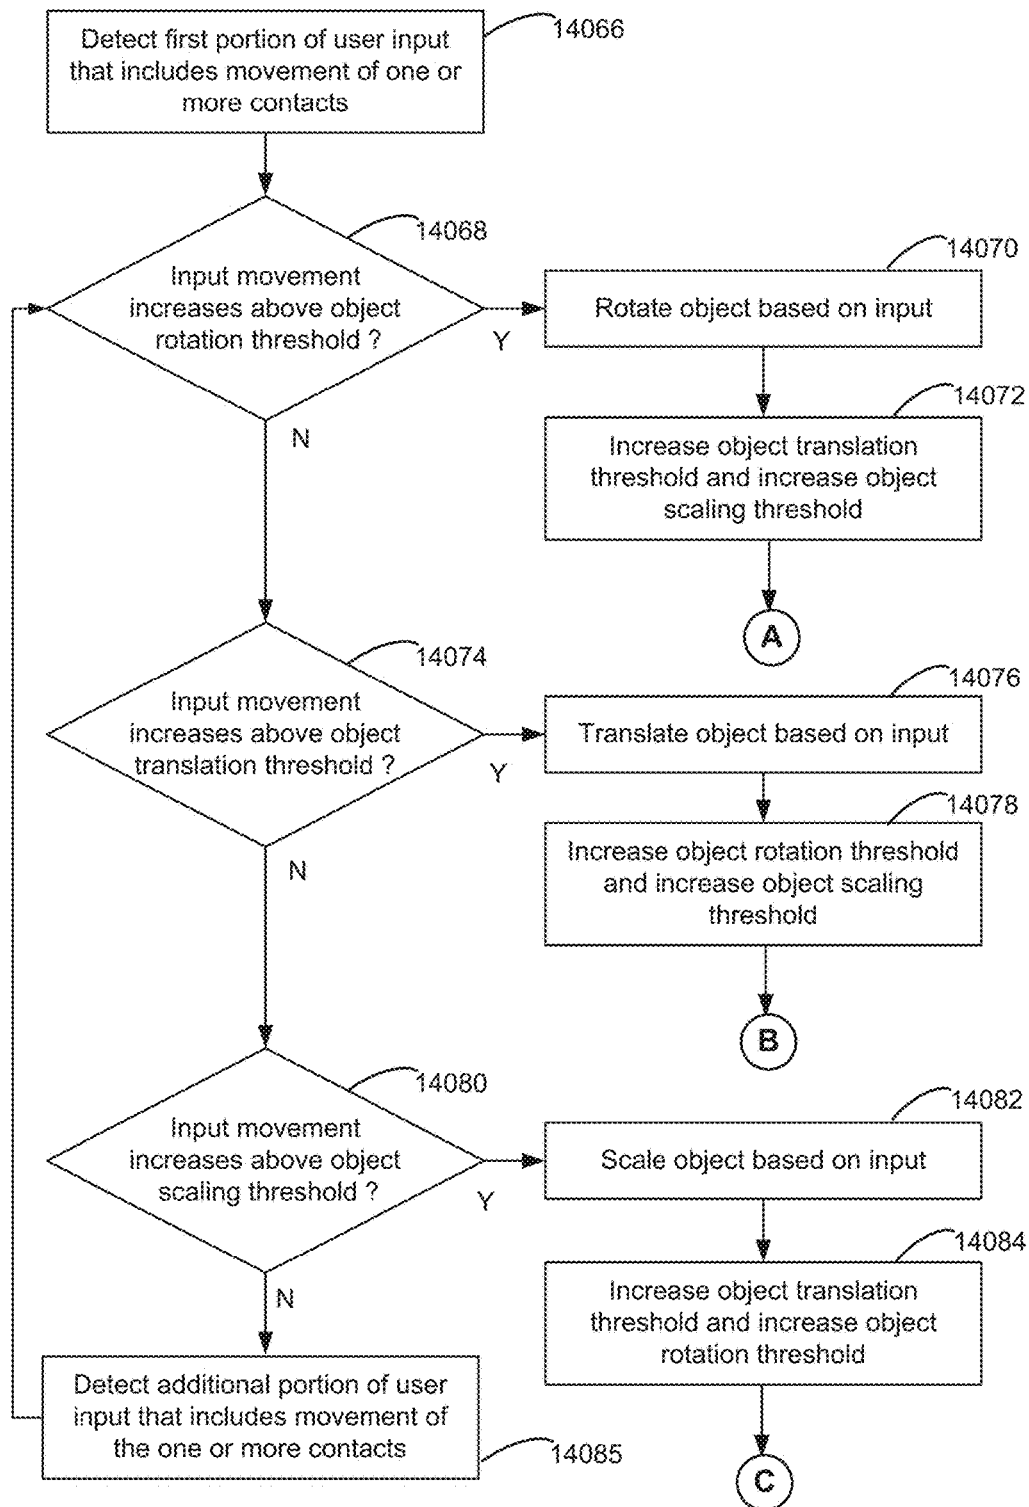 Detect first portion of user input
that includes movement of one or
more contacts
14066
Input movement
increases above object
rotation threshold ?
14068
Y
N
Rotate object based on input
14070
Increase object translation
threshold and increase object
scaling threshold
14072
A
Input movement
increases above object
translation threshold ?
14074
Y
N
Translate object based on input
14076
Increase object rotation threshold
and increase object scaling
threshold
14078
B
Input movement
increases above object
scaling threshold ?
14080
Y
N
Scale object based on input
14082
Increase object translation
threshold and increase object
rotation threshold
14084
C
Detect additional portion of user
input that includes movement of
the one or more contacts
14085